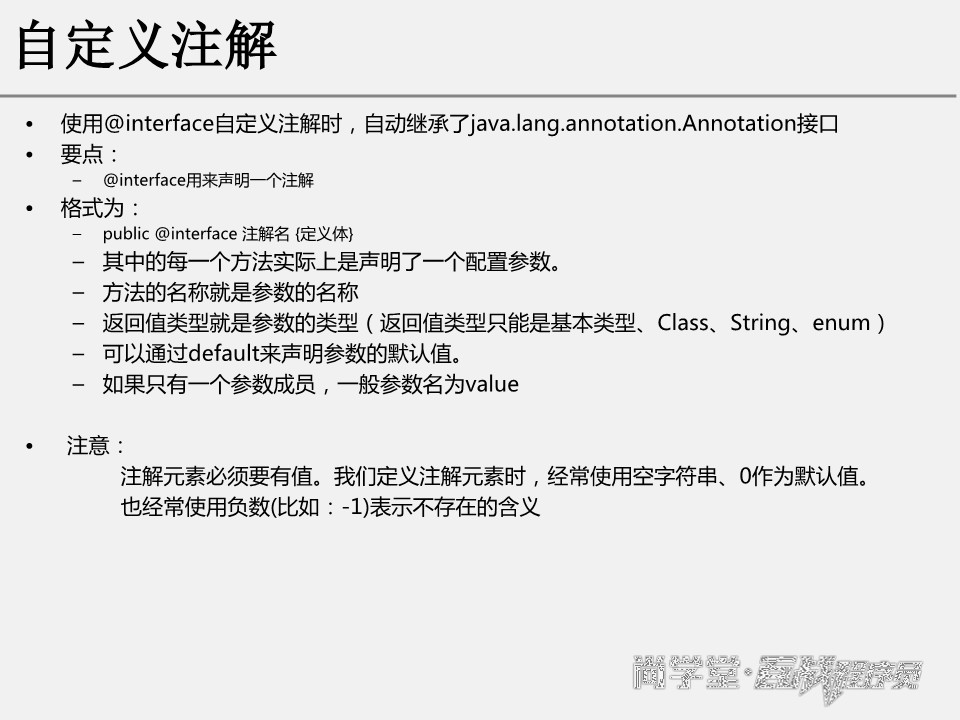 自定义注解
• 使用@interface自定义注解时，自动继承了java.lang.annotation.Annotation接口
• 要点：
– @interface用来声明一个注解
• 格式为：
– public @interface 注解名 {定义体}
– 其中的每一个方法实际上是声明了一个配置参数。
– 方法的名称就是参数的名称
– 返回值类型就是参数的类型（返回值类型只能是基本类型、Class、String、enum）
– 可以通过default来声明参数的默认值。
– 如果只有一个参数成员，一般参数名为value
• 注意：
注解元素必须要有值。我们定义注解元素时，经常使用空字符串、0作为默认值。
也经常使用负数(比如：-1)表示不存在的含义
尚学堂·程序员